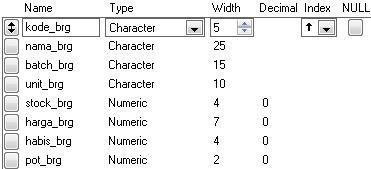 Name Type Width Decimal Index NULL
kode_brg Character 5
nama_brg Character 25
batch_brg Character 15
unit_brg Character 10
stock_brg Numeric 4 0
harga_brg Numeric 7 0
habis_brg Numeric 4 0
pot_brg Numeric 2 0